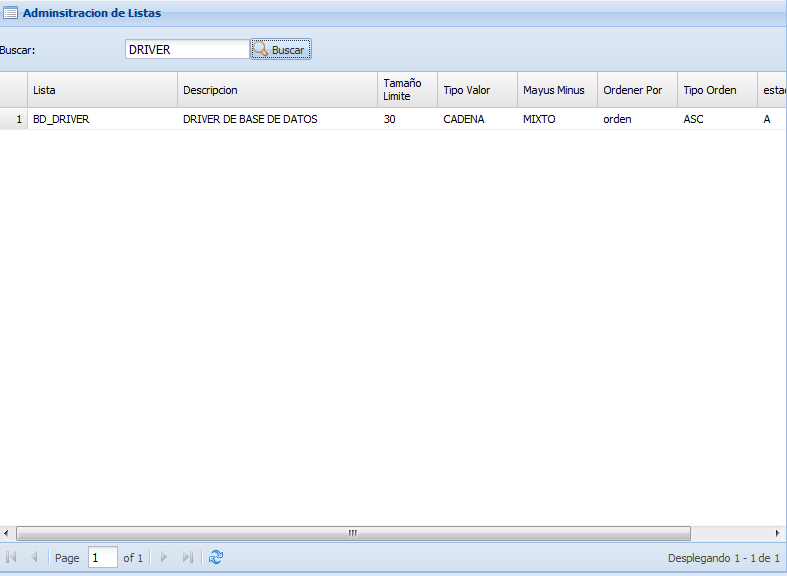 Adminsitracion de Listas
Buscar: DRIVER Buscar
Lista Descripcion Tamaño Limite Tipo Valor Mayus Minus Ordener Por Tipo Orden estad
1 BD_DRIVER DRIVER DE BASE DE DATOS 30 CADENA MIXTO orden ASC A
Page 1 of 1 Desplegando 1 - 1 de 1